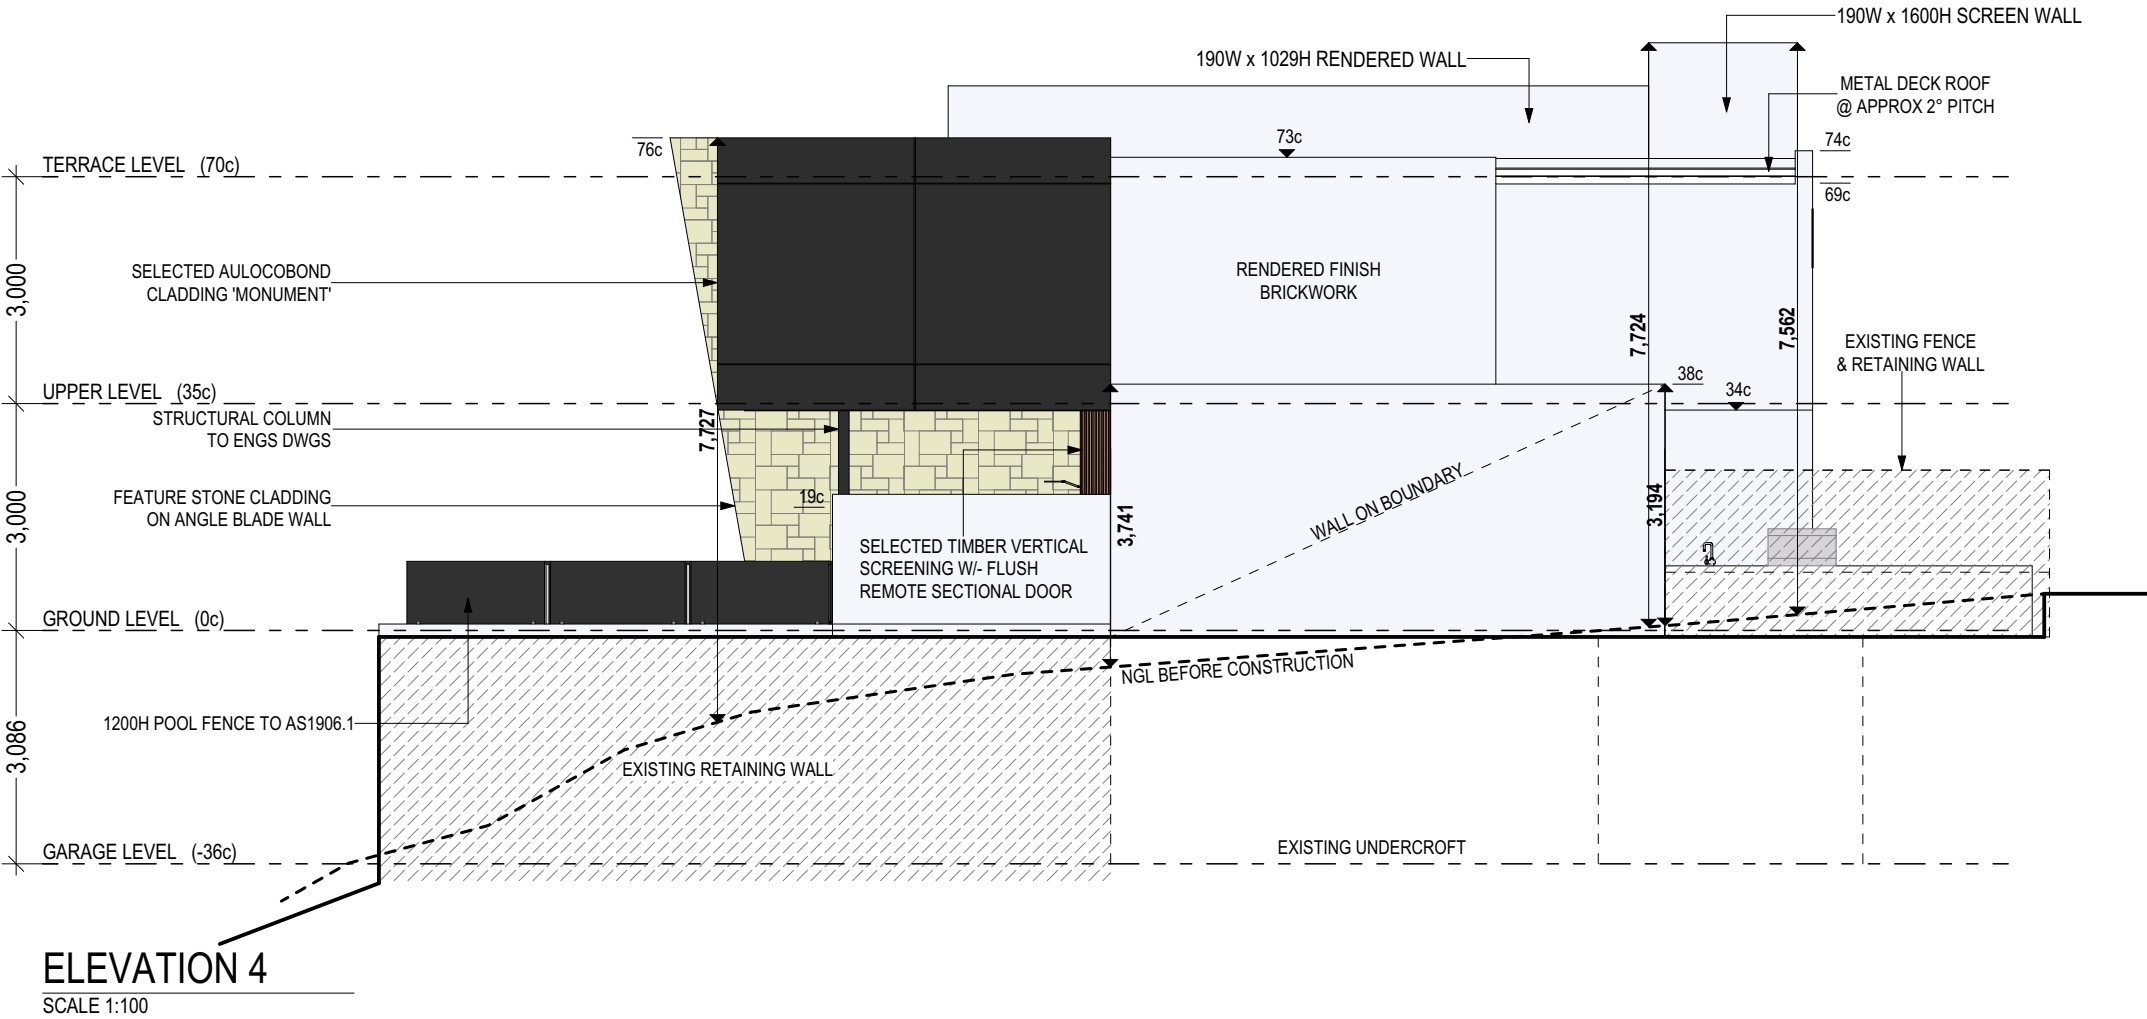 190W x 1600H SCREEN WALL
190W x 1029H RENDERED WALL
METAL DECK ROOF
@ APPROX 2° PITCH
73c
74c
76c
TERRACE LEVEL (70c)
69c
3,000
SELECTED AULOCOBOND
CLADDING 'MONUMENT'
RENDERED FINISH
BRICKWORK
7,724
7,562
EXISTING FENCE
& RETAINING WALL
38c
34c
UPPER LEVEL (35c)
STRUCTURAL COLUMN
TO ENGS DWGS
7,727
FEATURE STONE CLADDING
ON ANGLE BLADE WALL
19c
3,000
3,741
WALL ON BOUNDARY
3,194
SELECTED TIMBER VERTICAL
SCREENING W/- FLUSH
REMOTE SECTIONAL DOOR
GROUND LEVEL (0c)
NGL BEFORE CONSTRUCTION
1200H POOL FENCE TO AS1906.1
3,086
EXISTING RETAINING WALL
EXISTING UNDERCROFT
GARAGE LEVEL (-36c)
ELEVATION 4
SCALE 1:100